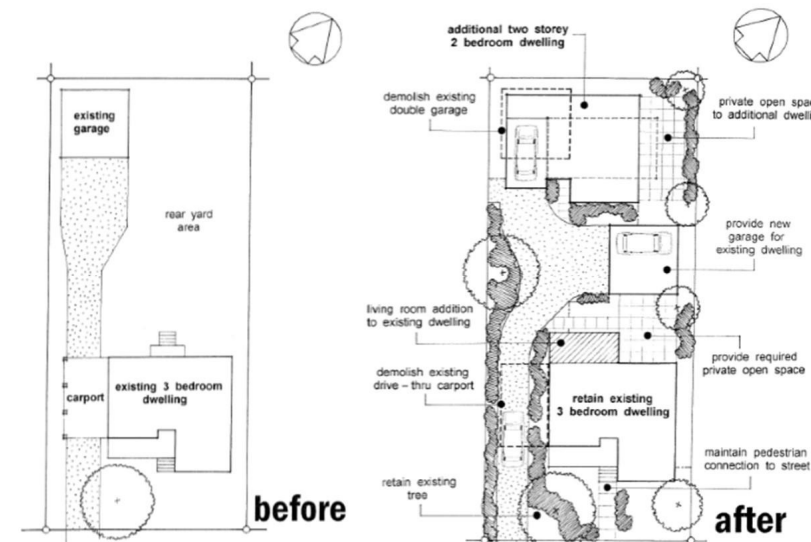 existing
garage
rear yard
area
carport
existing 3 bedroom
dwelling
before
additional two storey
2 bedroom dwelling
demolish existing
double garage
private open spac
to additional dwelli
provide new
garage for
existing dwelling
living room addition
to existing dwelling
demolish existing
drive – thru carport
provide required
private open space
retain existing
3 bedroom dwelling
maintain pedestrian
connection to street
retain existing
tree
after